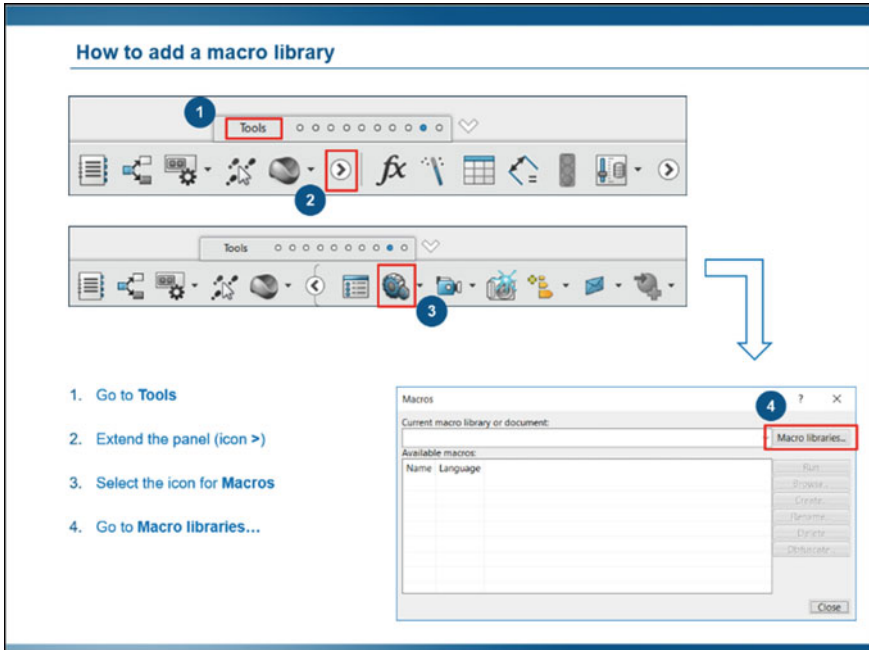 How to add a macro library
1
Tools
fx
2
Tools
3
1. Go to Tools
2. Extend the panel (icon >)
3. Select the icon for Macros
4. Go to Macro libraries...
Macros
4
? ×
Current macro library or document:
Macro libraries...
Available macros:
Name Language
Run
Browse...
Create...
Rename...
Delete
Obfuscate...
Close